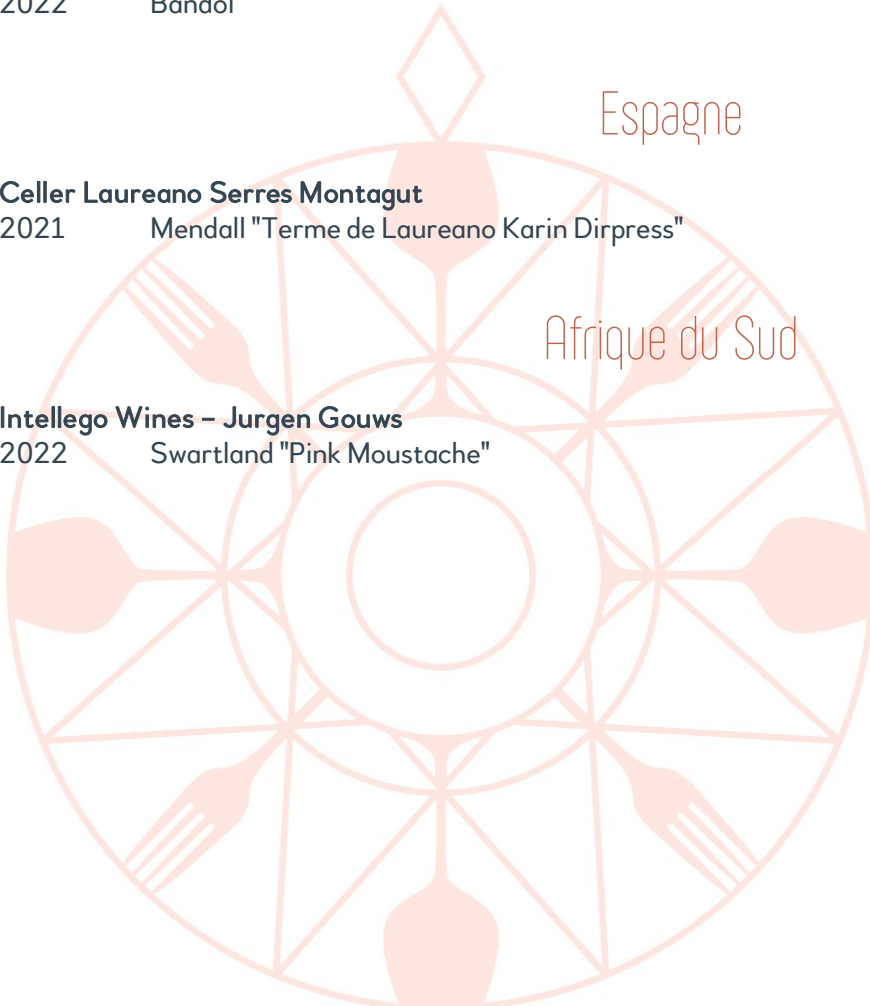 2022 Bandol
Espagne
Celler Laureano Serres Montagut
2021 Mendall "Terme de Laureano Karin Dirpress"
Afrique du Sud
Intellego Wines – Jurgen Gouws
2022 Swartland "Pink Moustache"